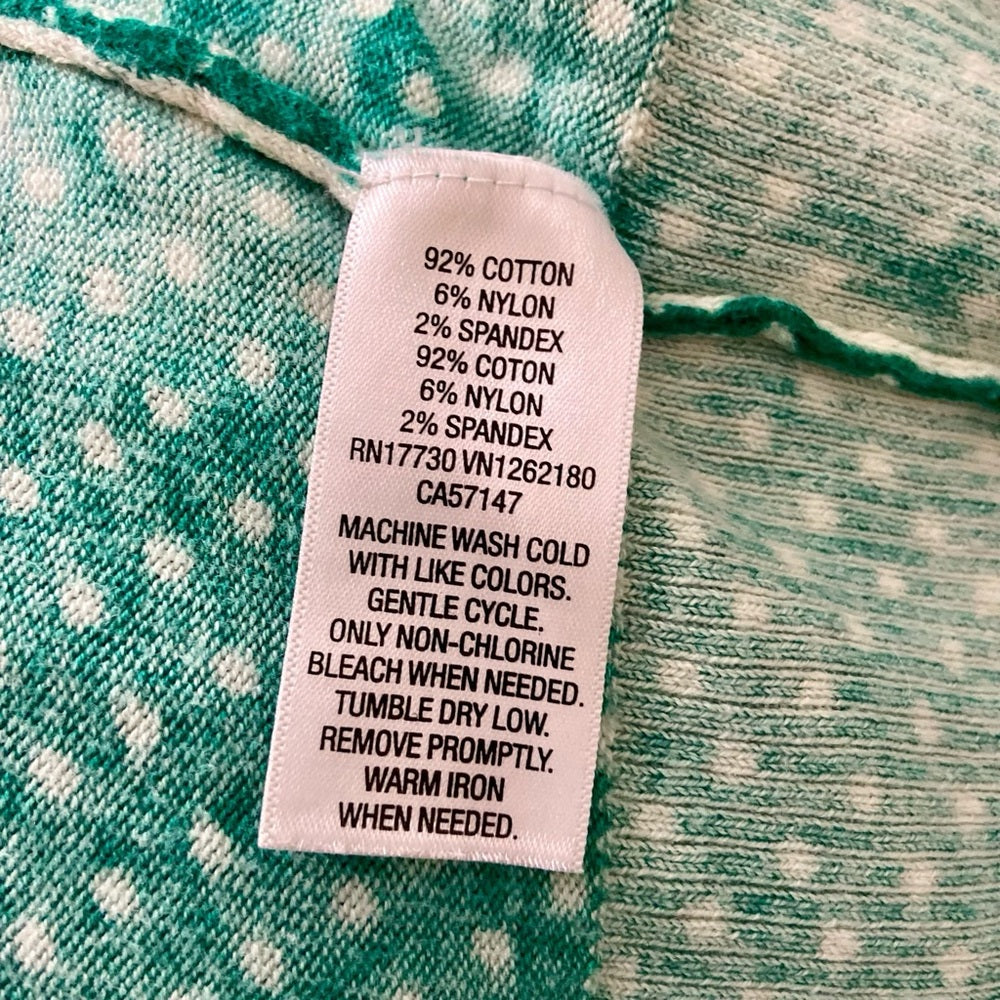 92% COTTON
6% NYLON
2% SPANDEX
92% COTON
6% NYLON
2% SPANDEX
RN17730 VN1262180
CA57147
MACHINE WASH COLD
WITH LIKE COLORS.
GENTLE CYCLE.
ONLY NON-CHLORINE
BLEACH WHEN NEEDED.
TUMBLE DRY LOW.
REMOVE PROMPTLY.
WARM IRON
WHEN NEEDED.